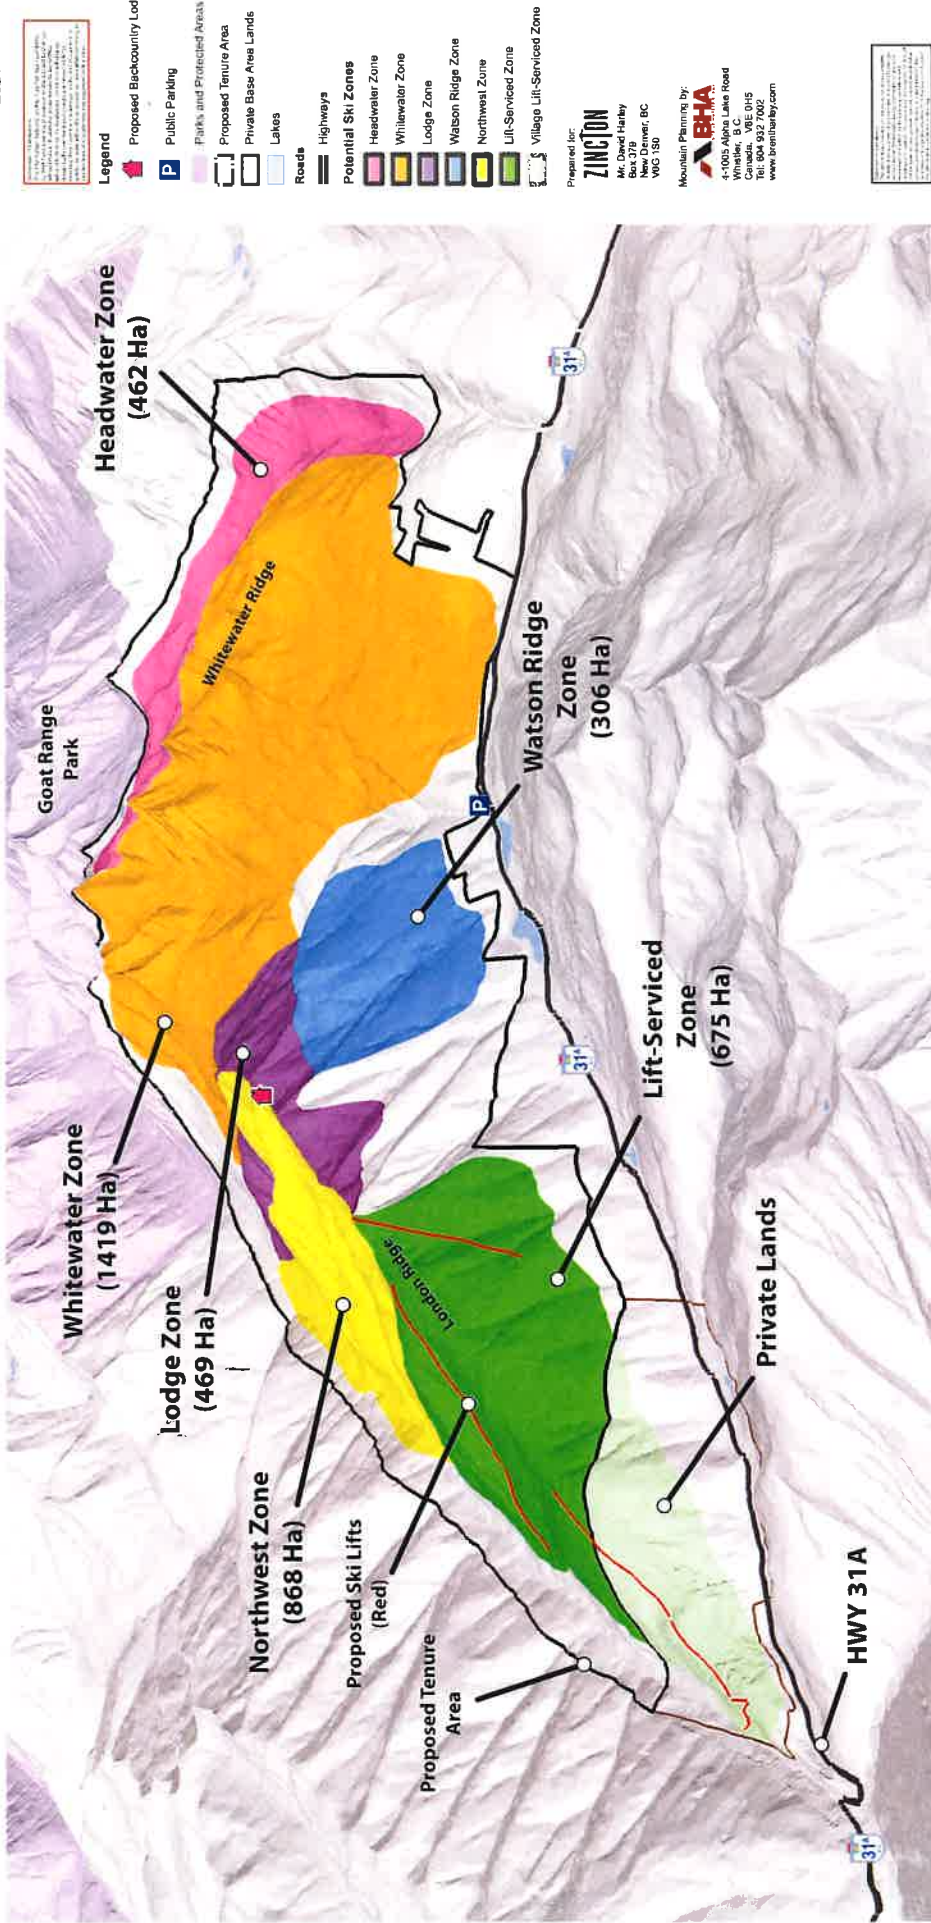 Legend
Proposed Backcountry Lod
Public Parking
Parks and Protected Areas
Proposed Tenure Area
Private Base Area Lands
Lakes
Roads
Highways
Potential Ski Zones
Headwater Zone
Whitewater Zone
Lodge Zone
Watson Ridge Zone
Northwest Zone
Lift-Serviced Zone
Village Lift-Serviced Zone
Prepared for:
ZINCTON
Mr. David Harley
Box 379
New Denver, BC
V0G 1S0
Mountain Planning by:
BHA
4-1005 Alpha Lake Road
Whistler, B.C.
Canada, V8E 0H5
Tel: 604 932 7002
www.brentharley.com
Headwater Zone
(462 Ha)
Goat Range
Park
Whitewater Ridge
31A
P
Watson Ridge
Zone
(306 Ha)
Whitewater Zone
(1419 Ha)
Lodge Zone
(469 Ha)
31A
Lift-Serviced
Zone
(675 Ha)
London Ridge
Northwest Zone
(868 Ha)
Proposed Ski Lifts
(Red)
Private Lands
Proposed Tenure
Area
HWY 31A
31A